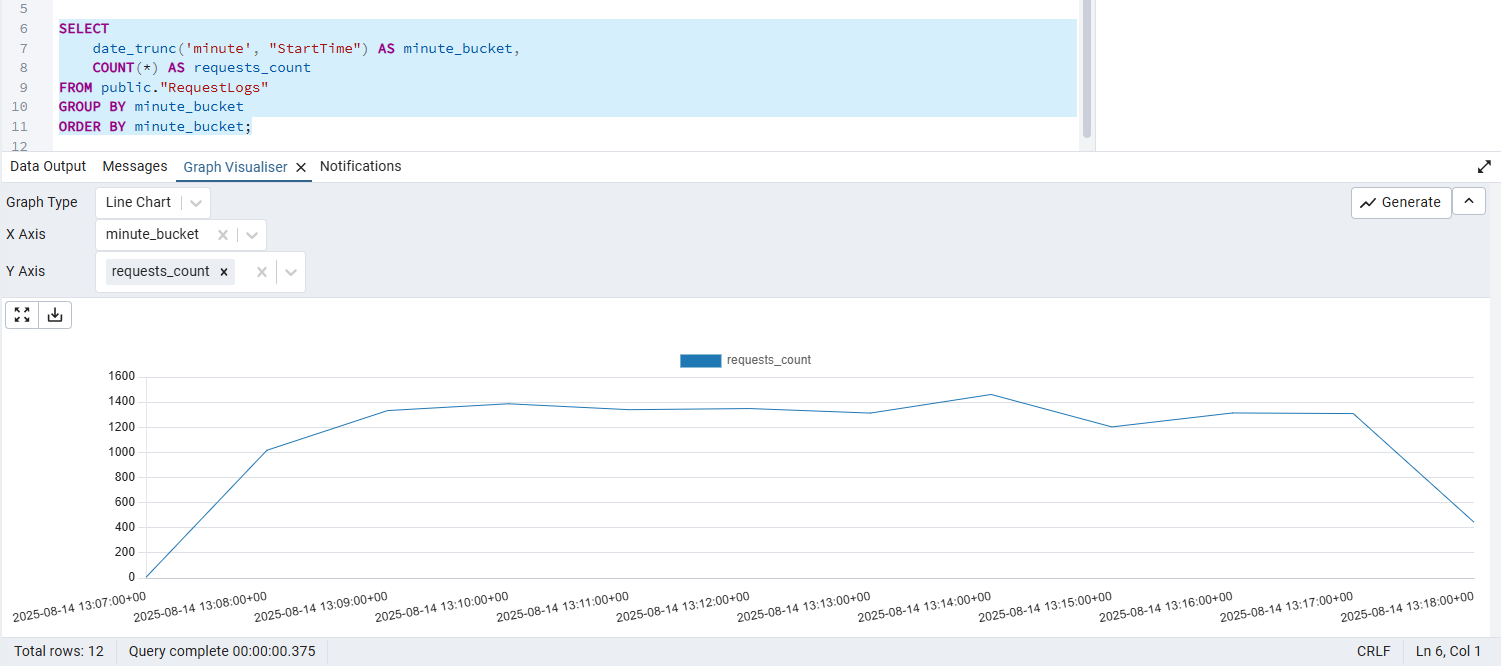 5
6 SELECT
7 date_trunc('minute', "StartTime") AS minute_bucket,
8 COUNT(*) AS requests_count
9 FROM public."RequestLogs"
10 GROUP BY minute_bucket
11 ORDER BY minute_bucket;
12
Data Output Messages Graph Visualiser Notifications
Graph Type Line Chart Generate
X Axis minute_bucket
Y Axis requests_count
requests_count
1600
1400
1200
1000
800
600
400
200
0
2025-08-14 13:07:00+00
2025-08-14 13:08:00+00
2025-08-14 13:09:00+00
2025-08-14 13:10:00+00
2025-08-14 13:11:00+00
2025-08-14 13:12:00+00
2025-08-14 13:13:00+00
2025-08-14 13:14:00+00
2025-08-14 13:15:00+00
2025-08-14 13:16:00+00
2025-08-14 13:17:00+00
2025-08-14 13:18:00+00
Total rows: 12 Query complete 00:00:00.375 CRLF Ln 6, Col 1